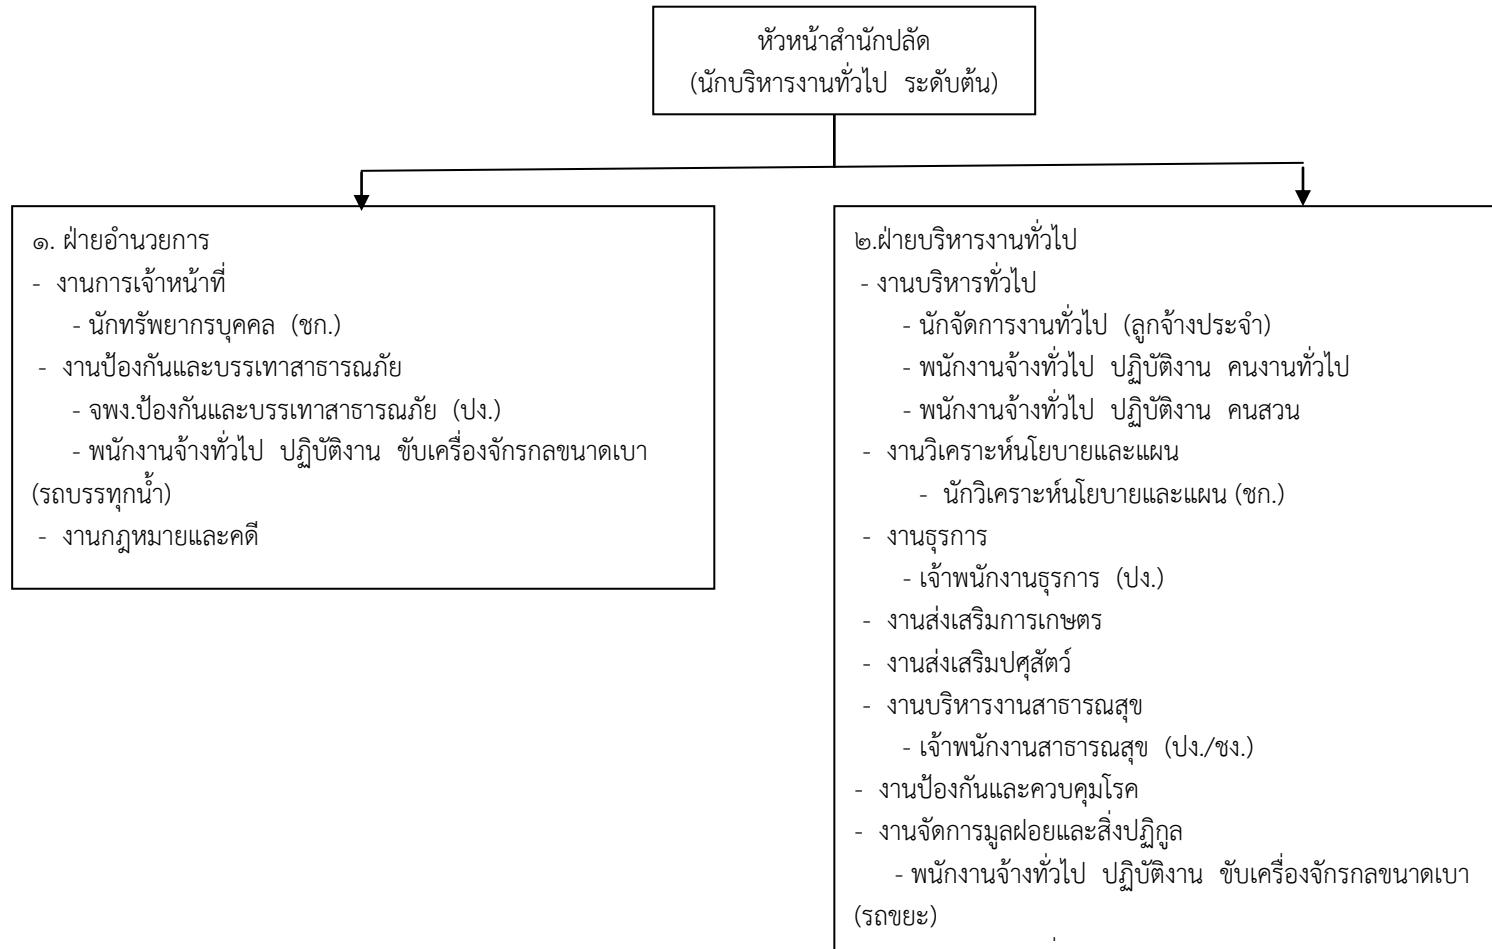 หัวหน้าสำนักปลัด
(นักบริหารงานทั่วไป ระดับต้น)
๑. ฝ่ายอำนวยการ
- งานการเจ้าหน้าที่
- นักทรัพยากรบุคคล (ชก.)
- งานป้องกันและบรรเทาสาธารณภัย
- จพง.ป้องกันและบรรเทาสาธารณภัย (ปง.)
- พนักงานจ้างทั่วไป ปฏิบัติงาน ขับเครื่องจักรกลขนาดเบา
(รถบรรทุกน้ำ)
- งานกฎหมายและคดี
๒.ฝ่ายบริหารงานทั่วไป
- งานบริหารทั่วไป
- นักจัดการงานทั่วไป (ลูกจ้างประจำ)
- พนักงานจ้างทั่วไป ปฏิบัติงาน คนงานทั่วไป
- พนักงานจ้างทั่วไป ปฏิบัติงาน คนสวน
- งานวิเคราะห์นโยบายและแผน
- นักวิเคราะห์นโยบายและแผน (ชก.)
- งานธุรการ
- เจ้าพนักงานธุรการ (ปง.)
- งานส่งเสริมการเกษตร
- งานส่งเสริมปศุสัตว์
- งานบริหารงานสาธารณสุข
- เจ้าพนักงานสาธารณสุข (ปง./ชง.)
- งานป้องกันและควบคุมโรค
- งานจัดการมูลฝอยและสิ่งปฏิกูล
- พนักงานจ้างทั่วไป ปฏิบัติงาน ขับเครื่องจักรกลขนาดเบา
(รถขยะ)